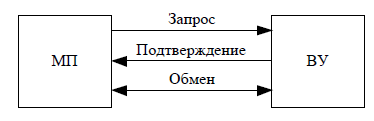 Запрос
МП
Подтверждение
ВУ
Обмен